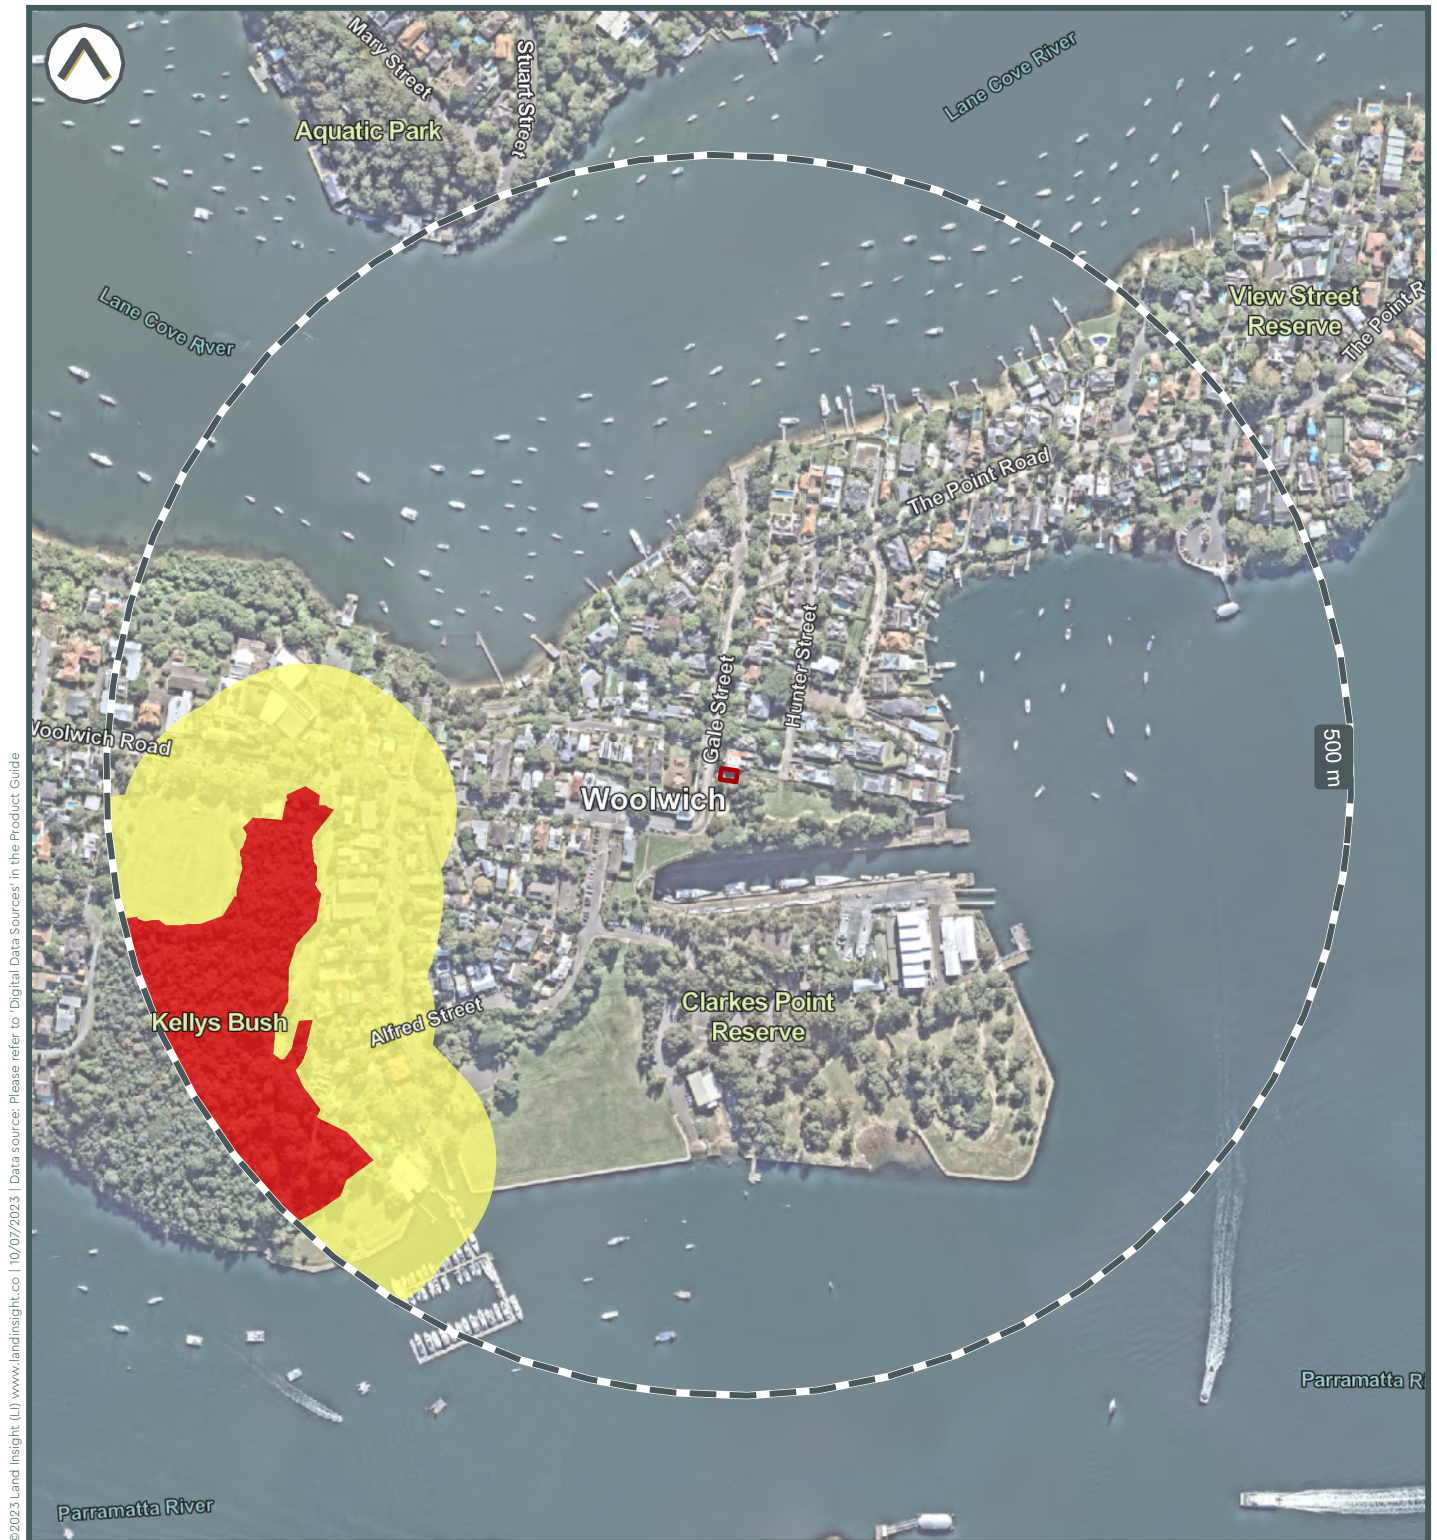 Mary Street
Stuart Street
Aquatic Park
Lane Cove River
Lane Cove River
View Street
Reserve
The Point R
The Point Road
Hunter Street
Gale Street
Woolwich Road
500 m
Woolwich
Clarkes Point
Reserve
Kellys Bush
Alfred Street
Parramatta Ri
Parramatta River
©2023 Land Insight (LI) www.landinsight.co | 10/07/2023 | Data source: Please refer to 'Digital Data Sources' in the Product Guide